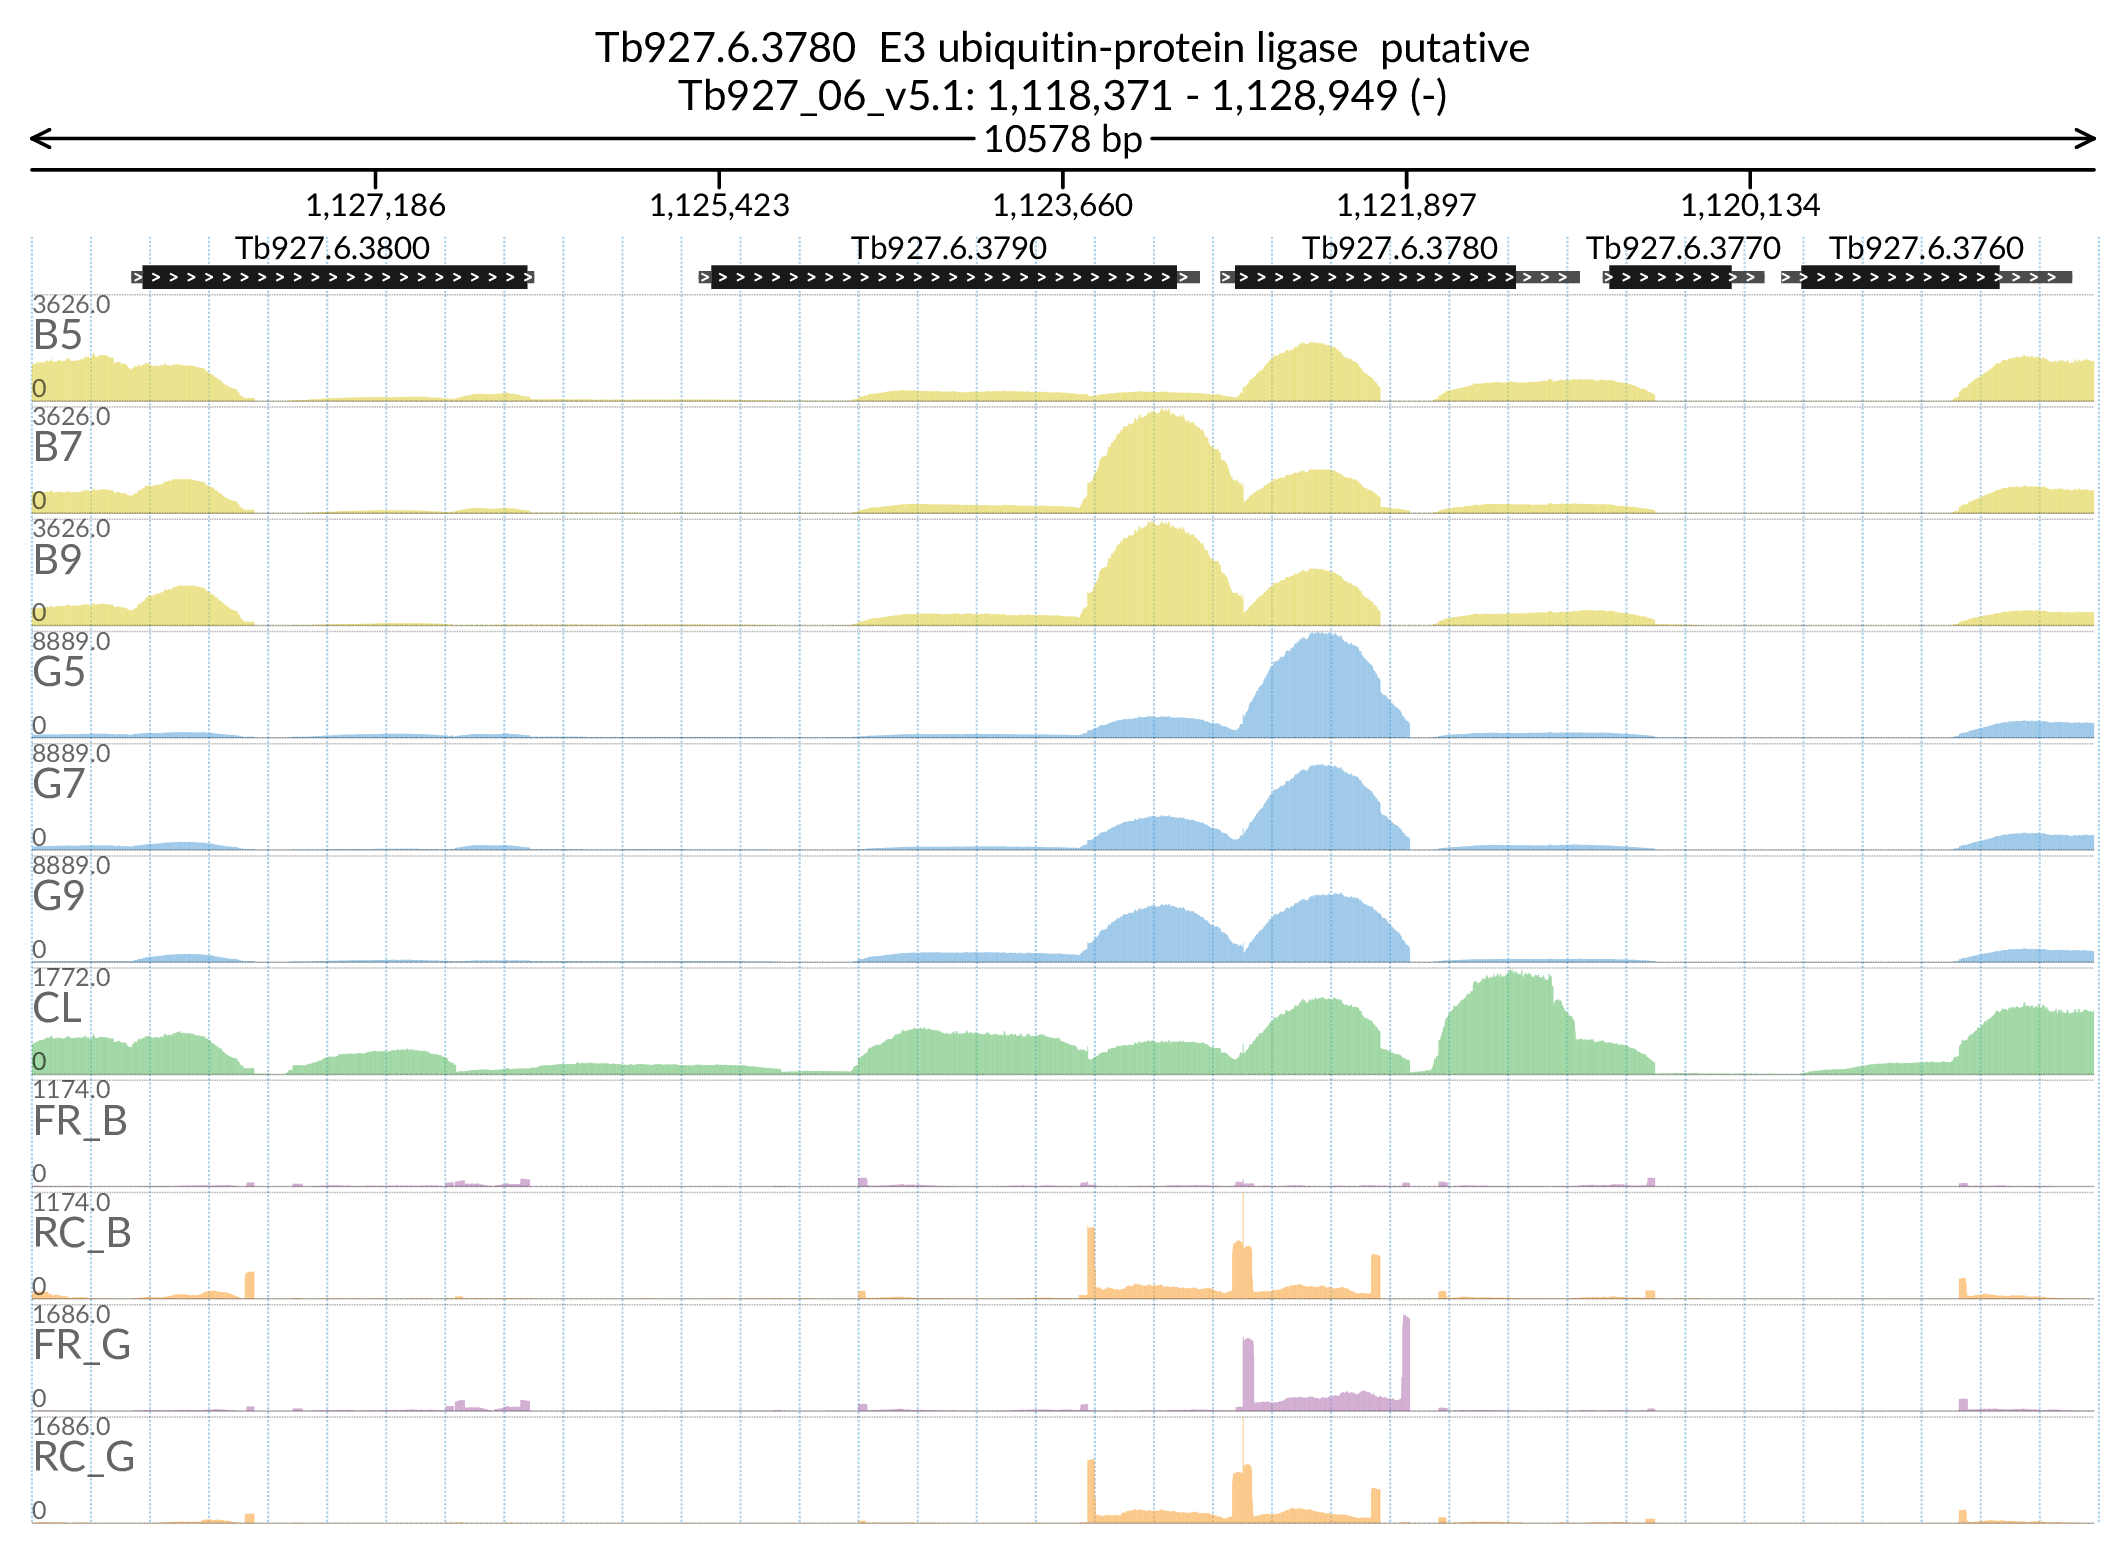 Tb927.6.3780 E3 ubiquitin-protein ligase putative
Tb927_06_v5.1: 1,118,371 - 1,128,949 (-)
10578 bp
1,127,186 1,125,423 1,123,660 1,121,897 1,120,134
Tb927.6.3800 Tb927.6.3790 Tb927.6.3780 Tb927.6.3770 Tb927.6.3760
3626.0
B5
0
3626.0
B7
0
3626.0
B9
0
8889.0
G5
0
8889.0
G7
0
8889.0
G9
0
1772.0
CL
0
1174.0
FR_B
0
1174.0
RC_B
0
1686.0
FR_G
0
1686.0
RC_G
0